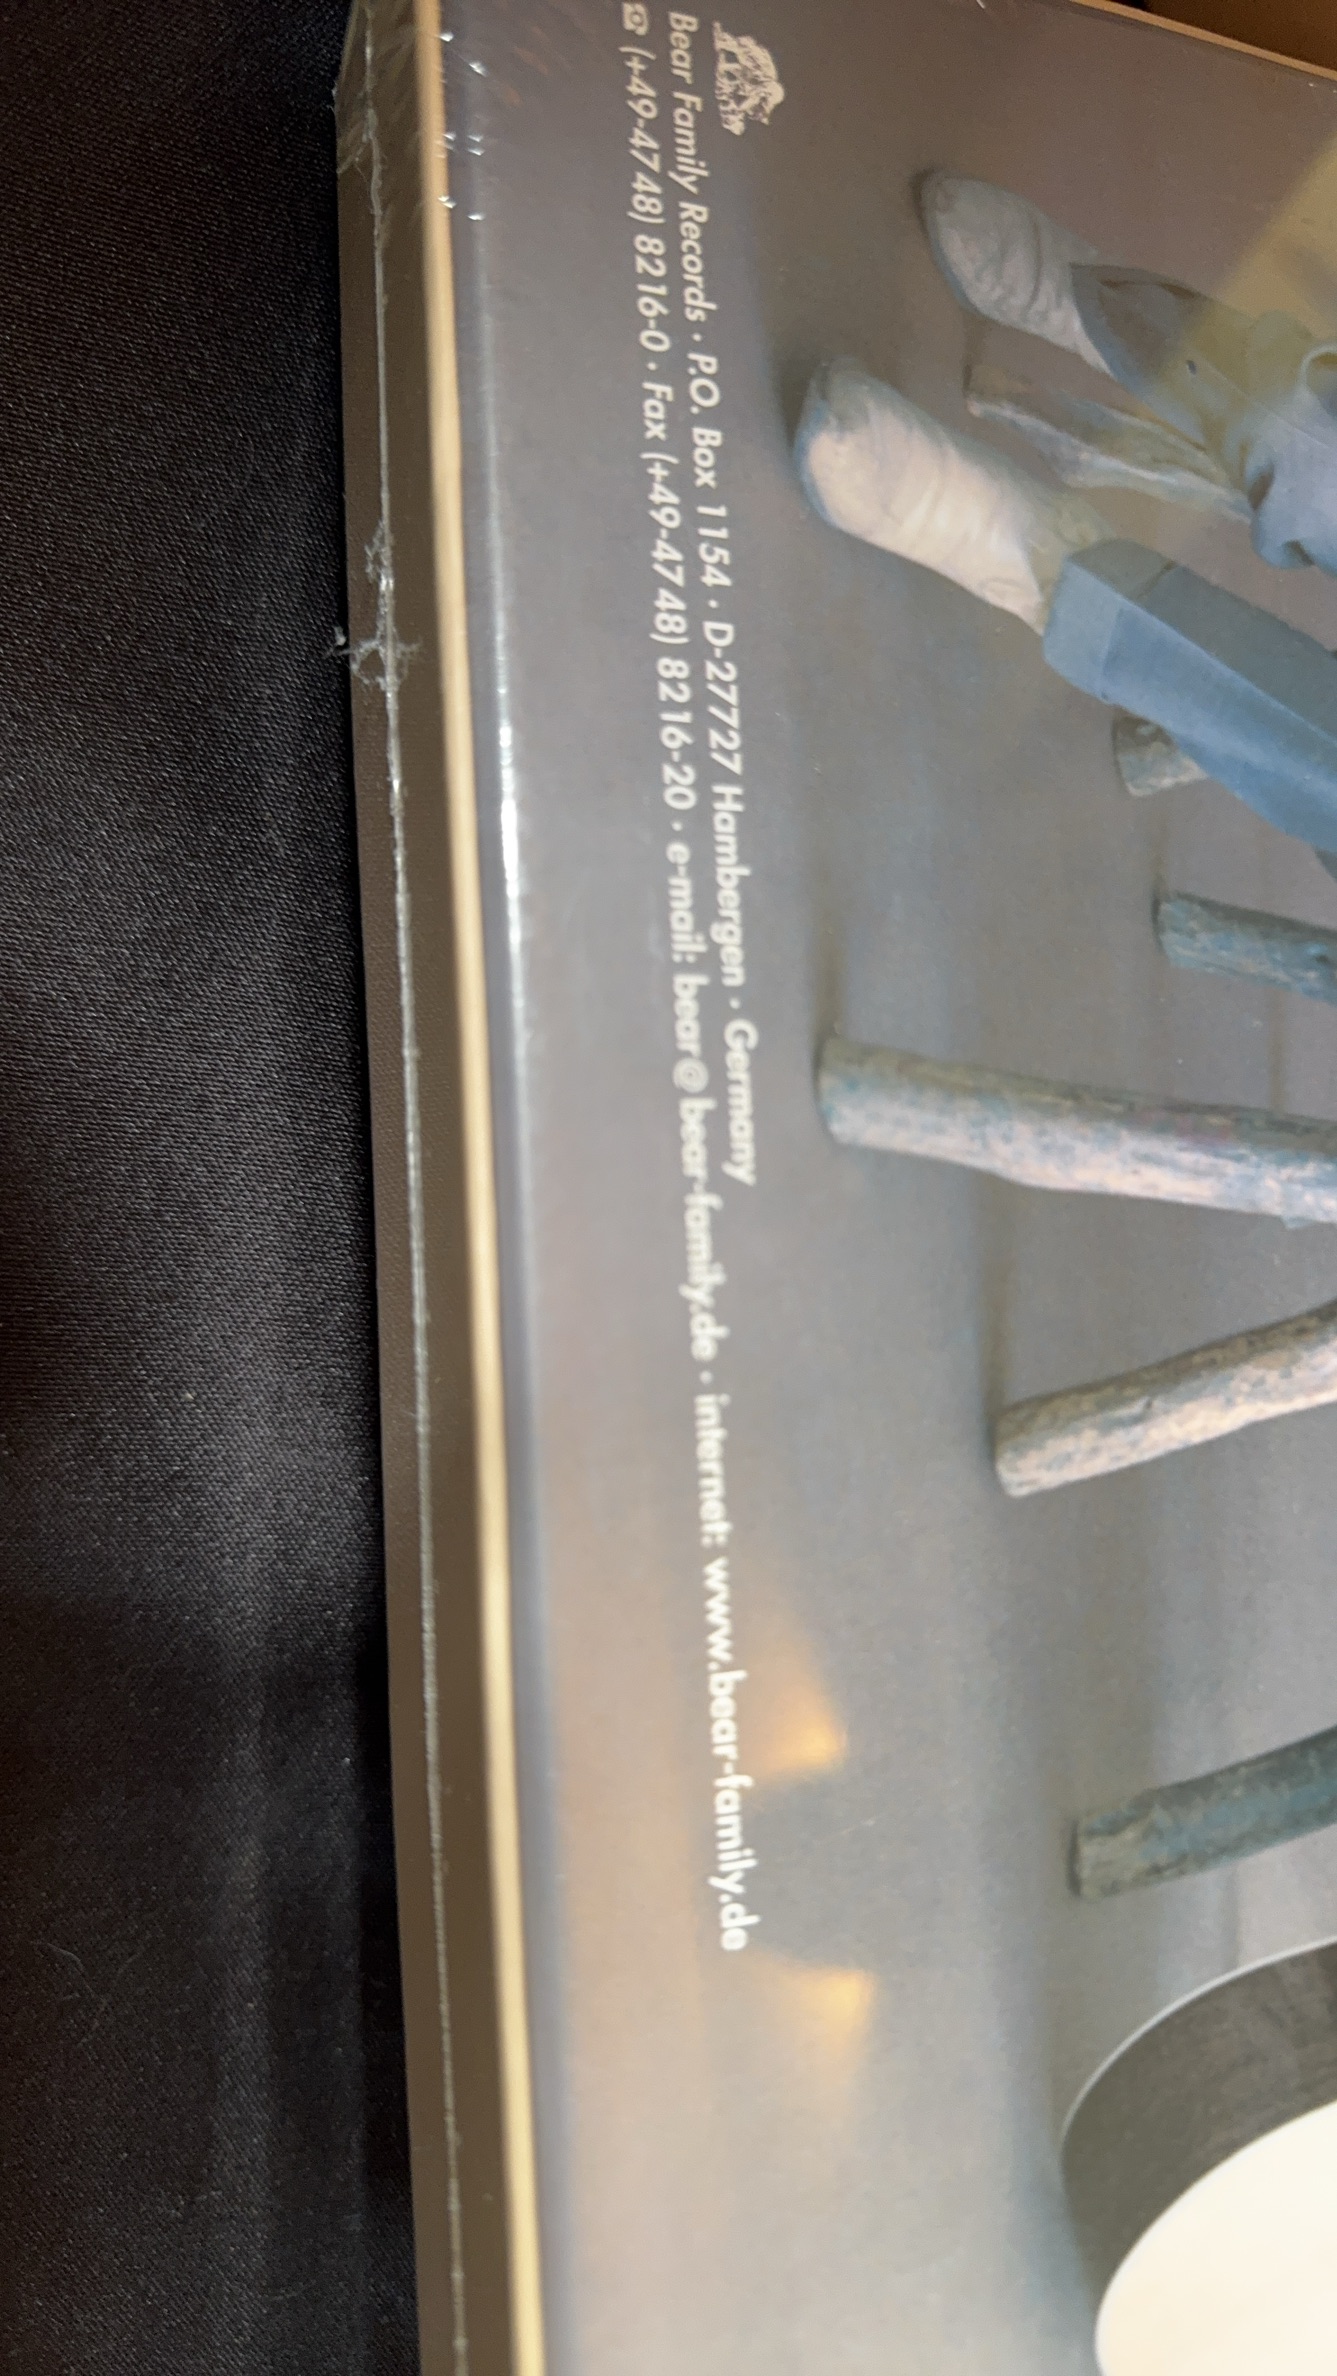 Bear Family Records · P.O. Box 1154 · D-27727 Hambergen · Germany
☎ (+49-4748) 8216-0 · Fax (+49-4748) 8216-20 · e-mail: bear@bear-family.de · internet: www.bear-family.de